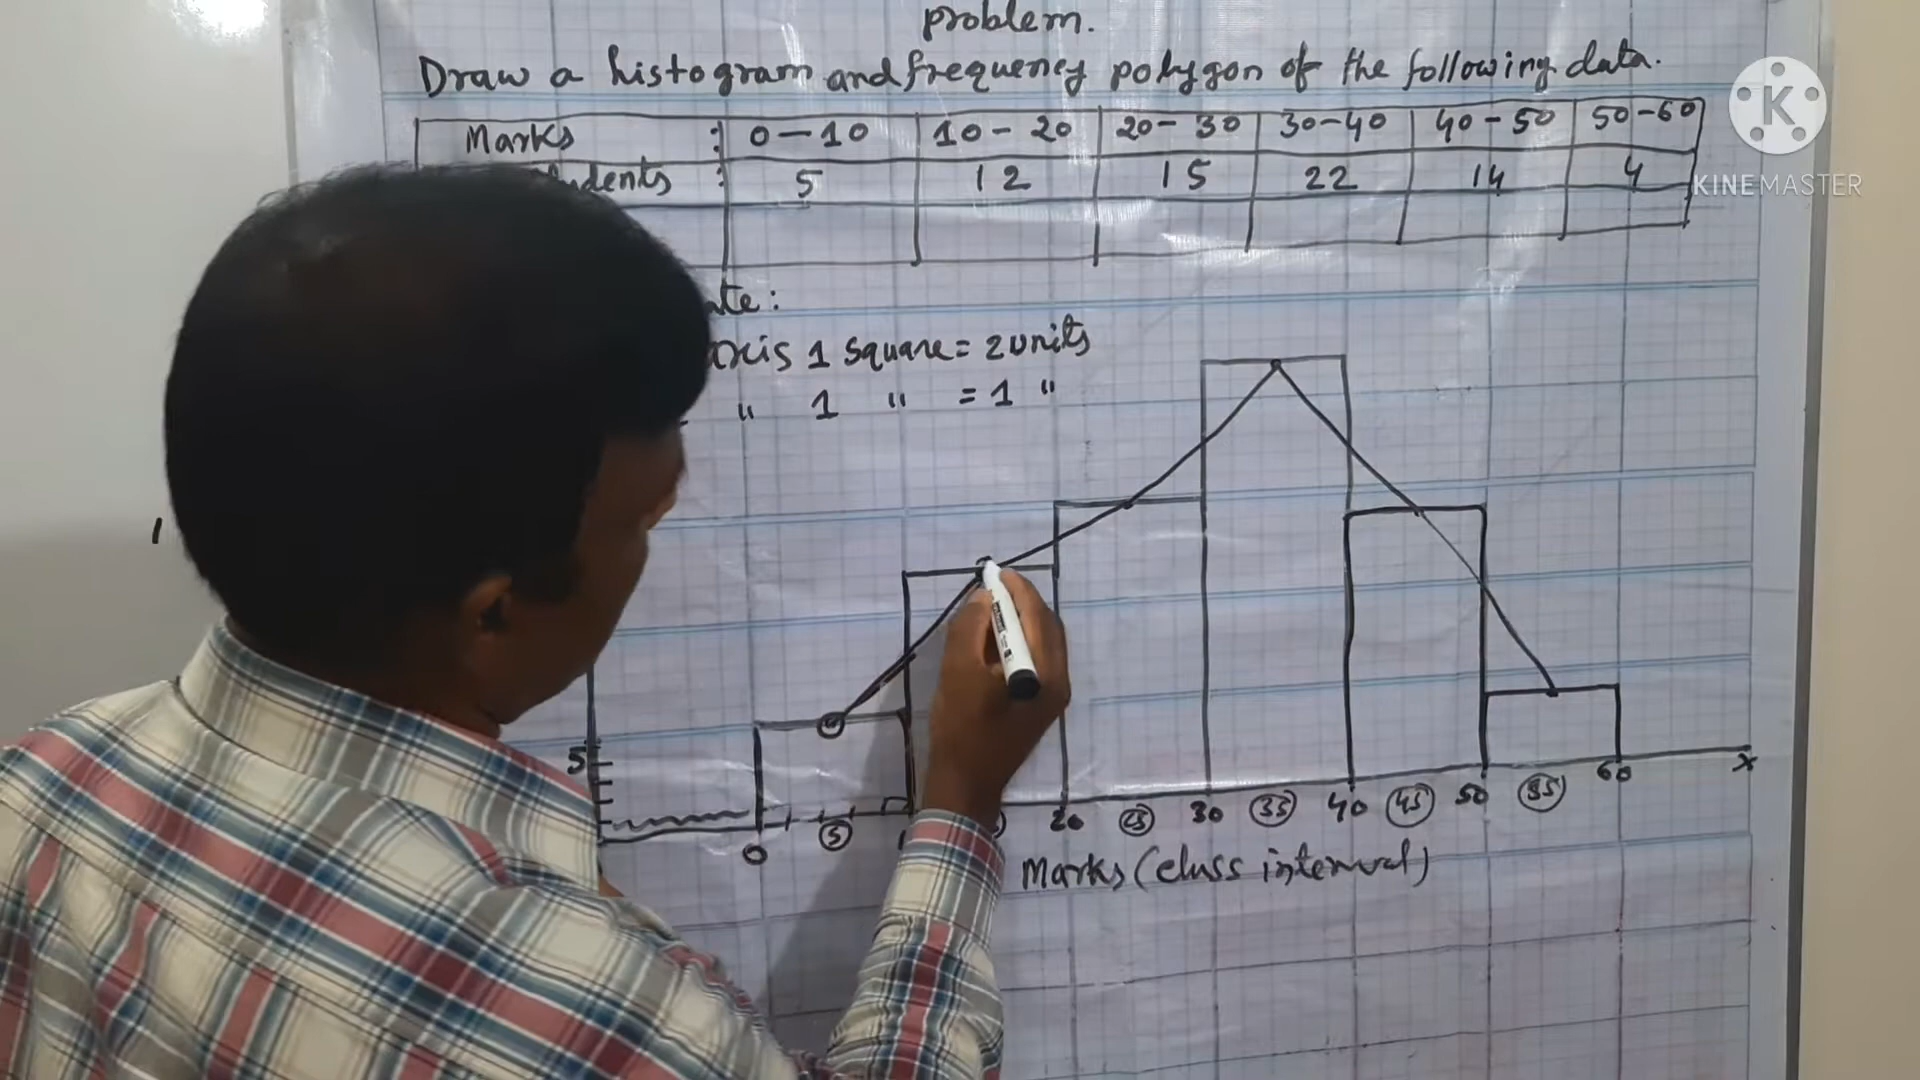 problem.
Draw a histogram and frequency polygon of the following data.
Marks : 0-10 10-20 20-30 30-40 40-50 50-60
: 5 12 15 22 14 4
KINEMASTER
1 square = 2 units
" 1 " = 1 "
5
0 20 30 40 50 60 x
5 25 35 45
Marks (class interval)